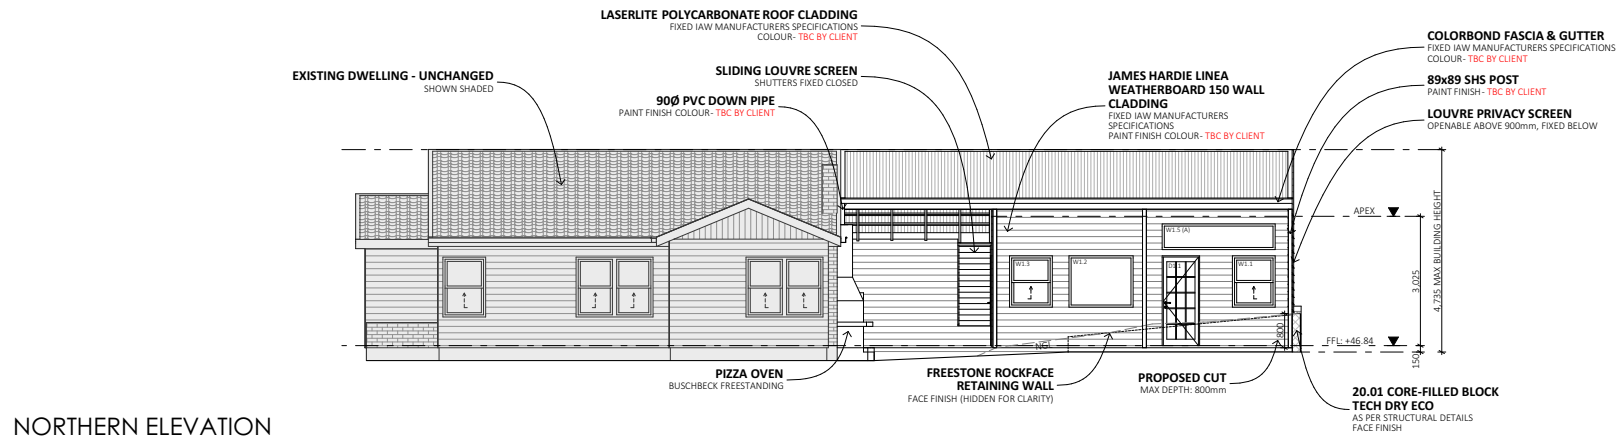 LASERLITE POLYCARBONATE ROOF CLADDING
FIXED IAW MANUFACTURERS SPECIFICATIONS
COLOUR- TBC BY CLIENT
EXISTING DWELLING - UNCHANGED
SHOWN SHADED
SLIDING LOUVRE SCREEN
SHUTTERS FIXED CLOSED
90Ø PVC DOWN PIPE
PAINT FINISH COLOUR- TBC BY CLIENT
JAMES HARDIE LINEA
WEATHERBOARD 150 WALL
CLADDING
FIXED IAW MANUFACTURERS
SPECIFICATIONS
PAINT FINISH COLOUR- TBC BY CLIENT
COLORBOND FASCIA & GUTTER
FIXED IAW MANUFACTURERS SPECIFICATIONS
COLOUR- TBC BY CLIENT
89x89 SHS POST
PAINT FINISH- TBC BY CLIENT
LOUVRE PRIVACY SCREEN
OPENABLE ABOVE 900mm, FIXED BELOW
APEX
W1.5 (A)
W1.3
W1.2
D1.1
W1.1
3,025
4,735 MAX BUILDING HEIGHT
800
NGL
FFL: +46.84
150
PIZZA OVEN
BUSCHBECK FREESTANDING
FREESTONE ROCKFACE
RETAINING WALL
FACE FINISH (HIDDEN FOR CLARITY)
PROPOSED CUT
MAX DEPTH: 800mm
20.01 CORE-FILLED BLOCK
TECH DRY ECO
AS PER STRUCTURAL DETAILS
FACE FINISH
NORTHERN ELEVATION